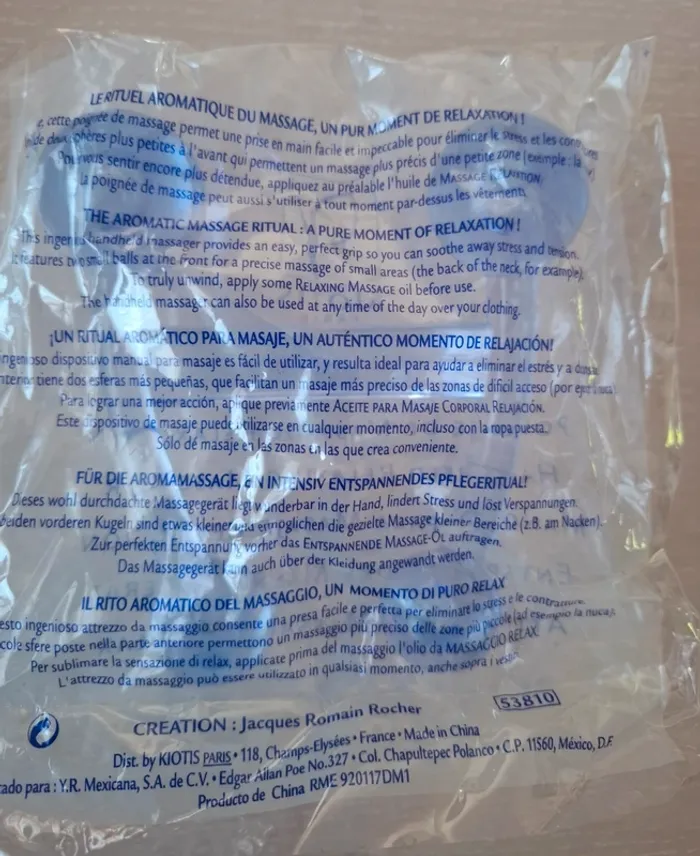 LE RITUEL AROMATIQUE DU MASSAGE, UN PUR MOMENT DE RELAXATION !
cette poignée de massage permet une prise en main facile et impeccable pour éliminer le stress et les
de deux sphères plus petites à l'avant qui permettent un massage plus précis d'une petite zone (exemple : la
Pour vous sentir encore plus détendue, appliquez au préalable l'huile de MASSAGE RELAXATION
La poignée de massage peut aussi s'utiliser à tout moment par-dessus les vêtements
THE AROMATIC MASSAGE RITUAL : A PURE MOMENT OF RELAXATION !
This ingenious handheld massager provides an easy, perfect grip so you can soothe away stress and tension.
It features two small balls at the front for a precise massage of small areas (the back of the neck, for example).
To truly unwind, apply some RELAXING MASSAGE oil before use.
The handheld massager can also be used at any time of the day over your clothing.
¡UN RITUAL AROMÁTICO PARA MASAJE, UN AUTÉNTICO MOMENTO DE RELAJACIÓN!
ngenioso dispositivo manual para masaje es fácil de utilizar, y resulta ideal para ayudar a eliminar el estrés y a
tiene dos esferas más pequeñas, que facilitan un masaje más preciso de las zonas de difícil acceso (por
Para lograr una mejor acción, aplique previamente ACEITE PARA MASAJE CORPORAL RELAJACIÓN.
Este dispositivo de masaje puede utilizarse en cualquier momento, incluso con la ropa puesta.
Sólo dé masaje en las zonas en las que crea conveniente.
FÜR DIE AROMAMASSAGE, EIN INTENSIV ENTSPANNENDES PFLEGERITUAL!
Dieses wohl durchdachte Massagegerät liegt wunderbar in der Hand, lindert Stress und löst Verspannungen.
beiden vorderen Kugeln sind etwas kleiner und ermöglichen die gezielte Massage kleiner Bereiche (z.B. am Nacken).
Zur perfekten Entspannung vorher das ENTSPANNENDE MASSAGE-ÖL auftragen.
Das Massagegerät kann auch über der Kleidung angewandt werden.
IL RITO AROMATICO DEL MASSAGGIO, UN MOMENTO DI PURO RELAX
esto ingenioso attrezzo da massaggio consente una presa facile e perfetta per eliminare lo stress e le contratture.
cole sfere poste nella parte anteriore permettono un massaggio più preciso delle zone più piccole (ad esempio la nuca).
Per sublimare la sensazione di relax, applicate prima del massaggio l'olio da MASSAGGIO RELAX.
L'attrezzo da massaggio può essere utilizzato in qualsiasi momento, anche sopra i vestiti.
53810
CREATION : Jacques Romain Rocher
Dist. by KIOTIS PARIS • 118, Champs-Elysées • France • Made in China
ado para : Y.R. Mexicana, S.A. de C.V. • Edgar Allan Poe No.327 • Col. Chapultepec Polanco • C.P. 11560, México, D.F.
Producto de China RME 920117DM1